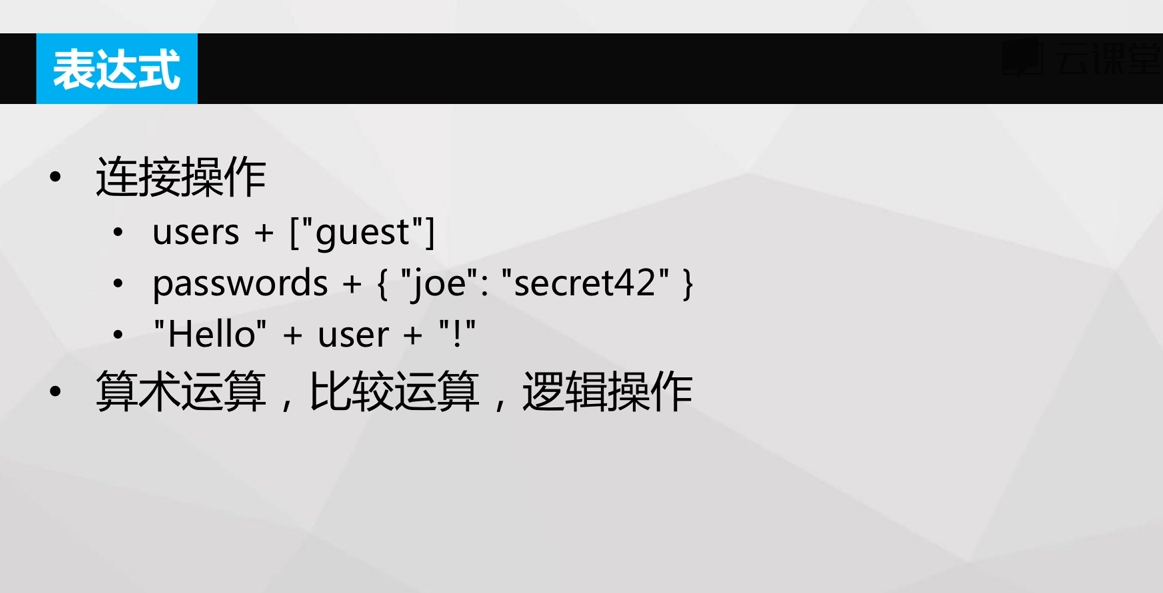 云课堂
表达式
• 连接操作
• users + ["guest"]
• passwords + { "joe": "secret42" }
• "Hello" + user + "!"
• 算术运算，比较运算，逻辑操作